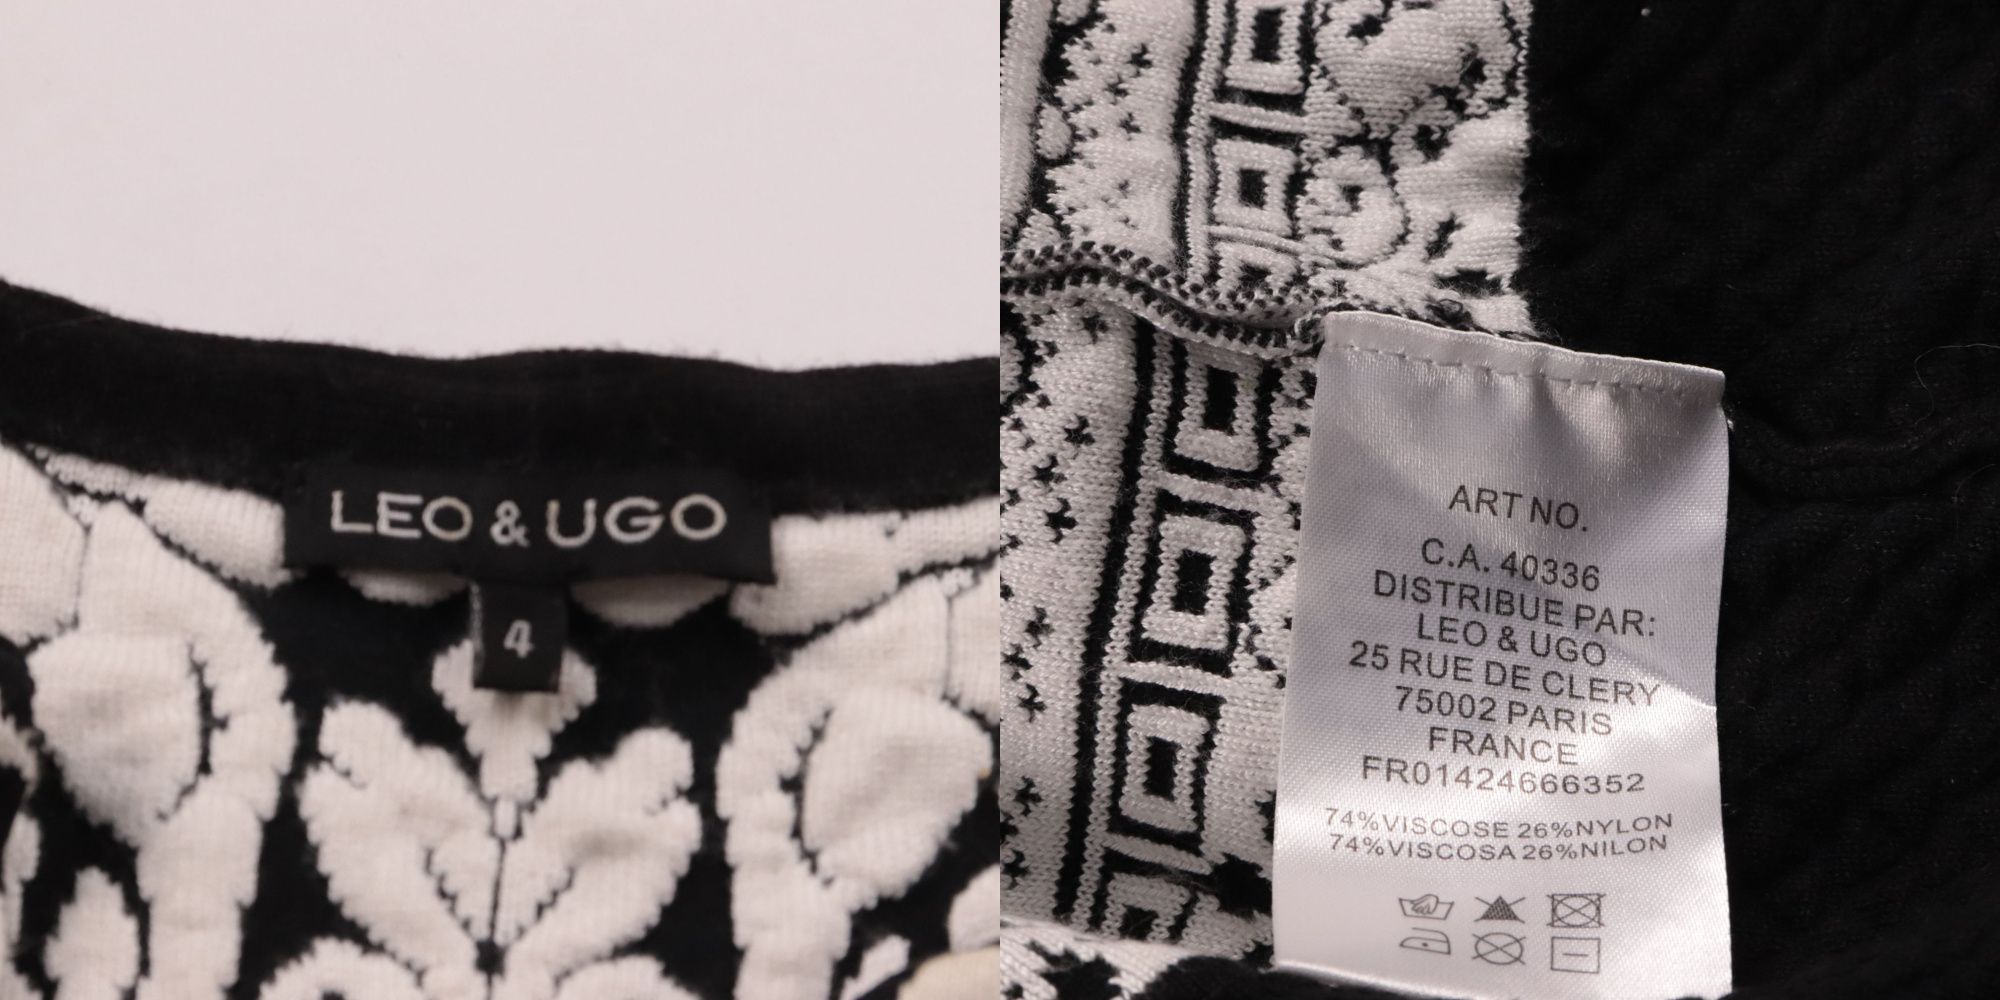 LEO & UGO
4
ART NO.
C.A. 40336
DISTRIBUE PAR:
LEO & UGO
25 RUE DE CLERY
75002 PARIS
FRANCE
FR01424666352
74%VISCOSE 26%NYLON
74%VISCOSA 26%NILON